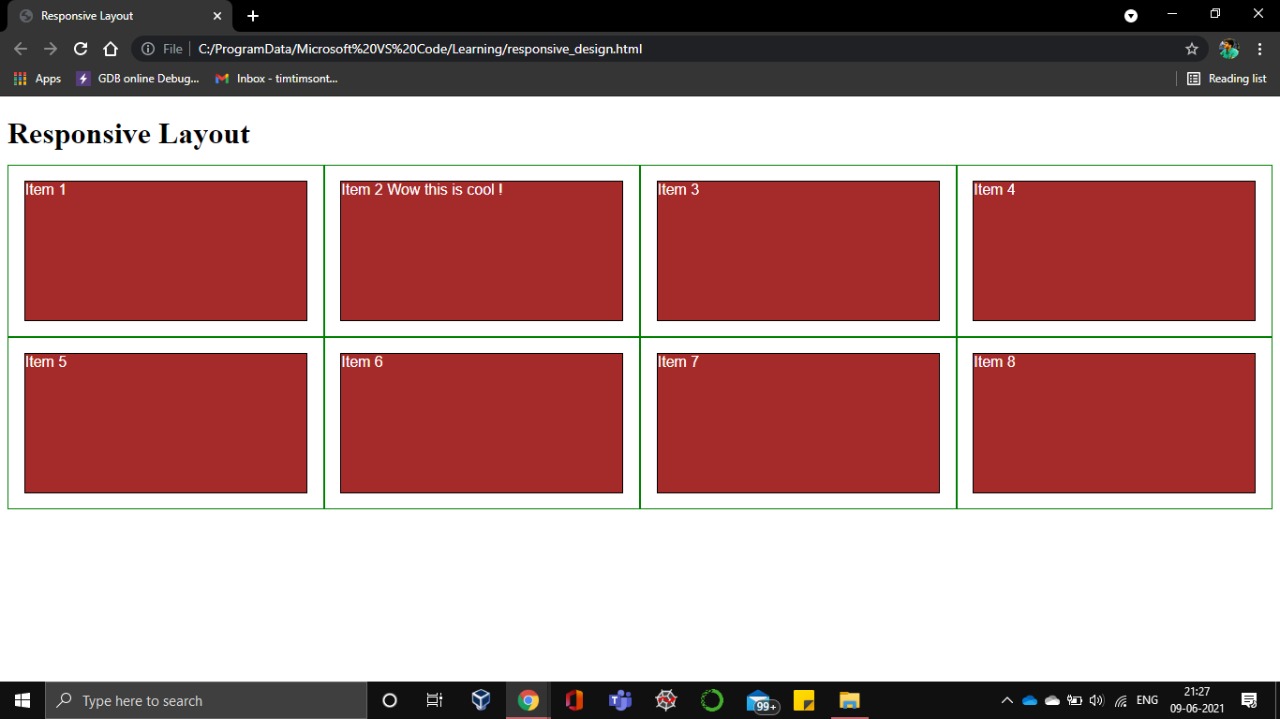 Responsive Layout
File C:/ProgramData/Microsoft%20VS%20Code/Learning/responsive_design.html
Apps GDB online Debug... Inbox - timtimsont... Reading list
Responsive Layout
Item 1 Item 2 Wow this is cool ! Item 3 Item 4
Item 5 Item 6 Item 7 Item 8
Type here to search 99+ ENG 21:27
09-06-2021